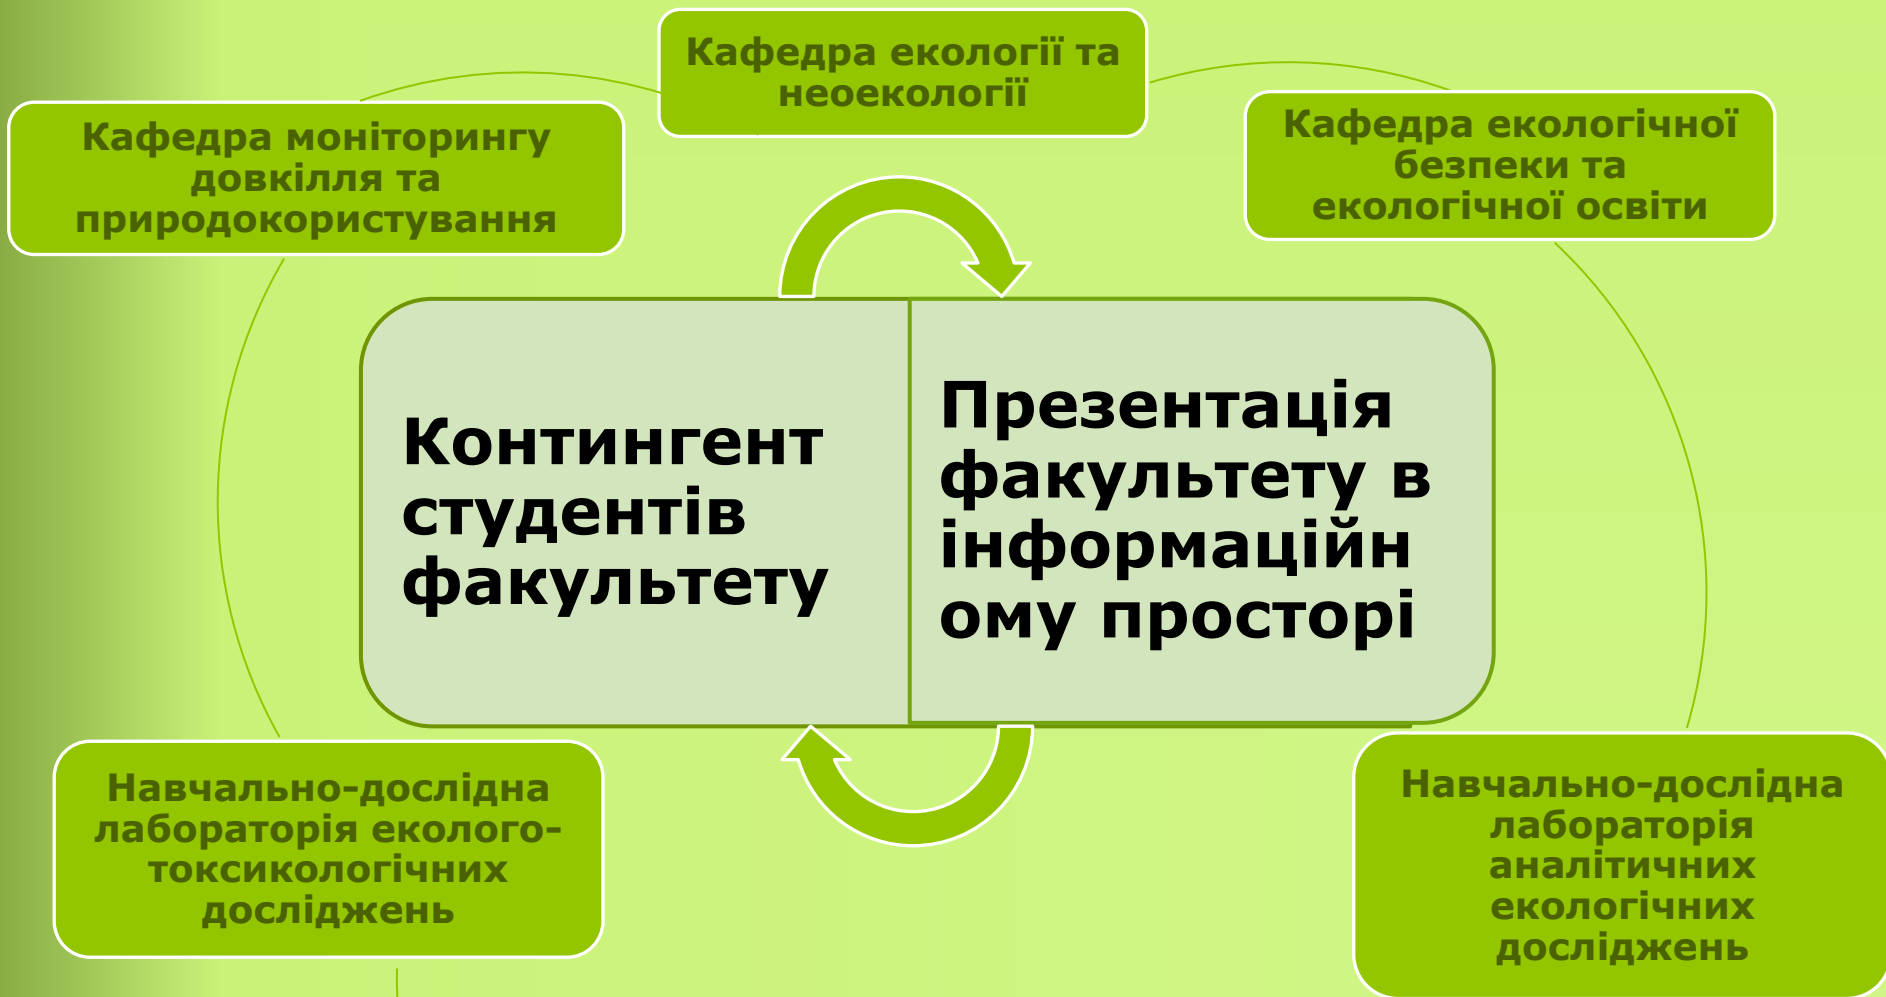 Кафедра екології та
неоекології
Кафедра моніторингу
довкілля та
природокористування
Кафедра екологічної
безпеки та
екологічної освіти
Контингент
студентів
факультету
Презентація
факультету в
інформаційн
ому просторі
Навчально-дослідна
лабораторія еколого-
токсикологічних
досліджень
Навчально-дослідна
лабораторія
аналітичних
екологічних
досліджень